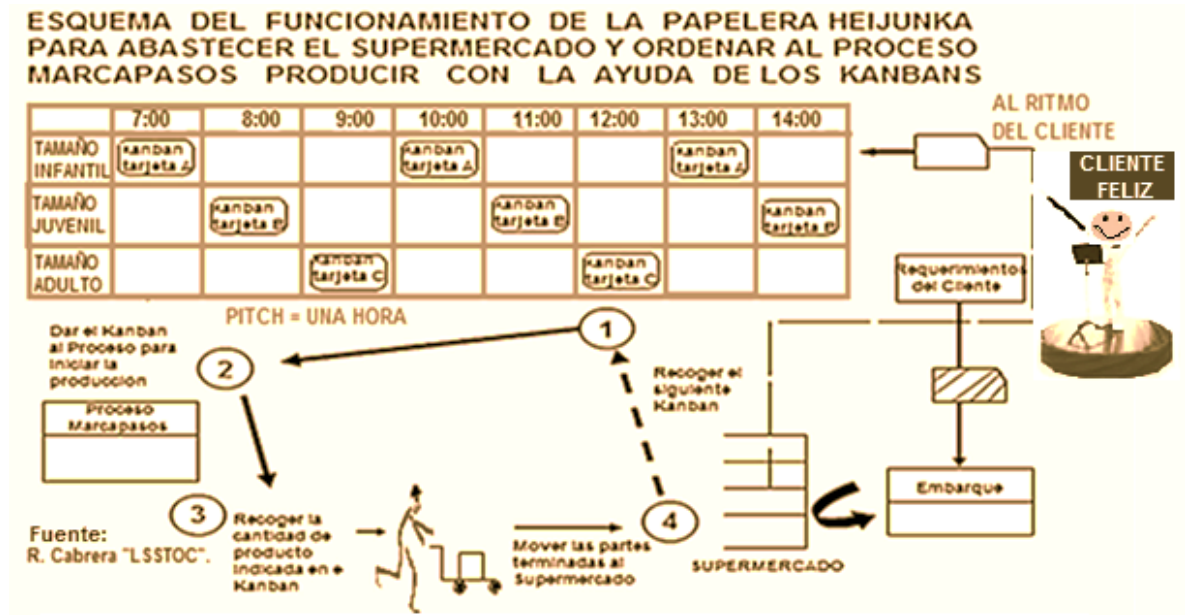 ESQUEMA DEL FUNCIONAMIENTO DE LA PAPELERA HEIJUNKA
PARA ABASTECER EL SUPERMERCADO Y ORDENAR AL PROCESO
MARCAPASOS PRODUCIR CON LA AYUDA DE LOS KANBANS
AL RITMO
DEL CLIENTE
CLIENTE
FELIZ
7:00 8:00 9:00 10:00 11:00 12:00 13:00 14:00
TAMAÑO
INFANTIL
kanban
tarjeta A
kanban
tarjeta A
kanban
tarjeta A
TAMAÑO
JUVENIL
kanban
tarjeta B
kanban
tarjeta B
kanban
tarjeta B
TAMAÑO
ADULTO
kanban
tarjeta C
kanban
tarjeta C
Requerimientos
del Cliente
PITCH = UNA HORA
1
Dar el Kanban
al Proceso para
Iniciar la
producción
2
Proceso
Marcapasos
Recoger el
siguiente
Kanban
3
Recoger la
cantidad de
producto
indicada en e
Kanban
Mover las partes
terminadas al
Supermercado
4
SUPERMERCADO
Embarque
Fuente:
R. Cabrera "LSSTOC".